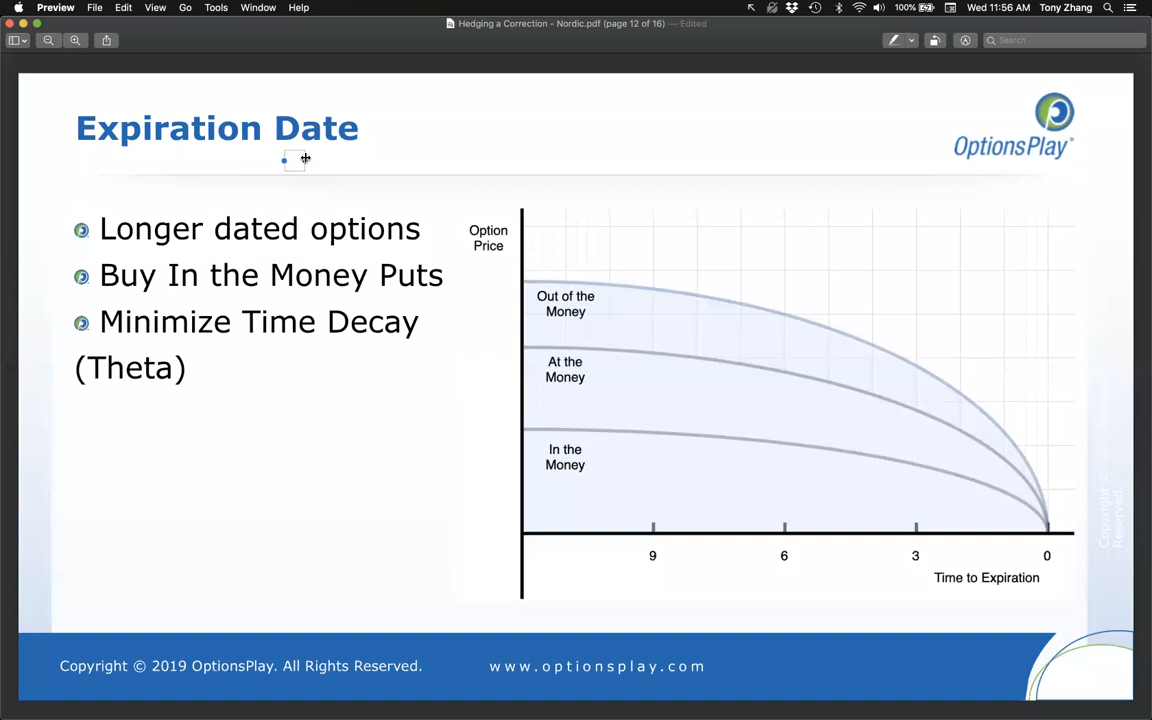 Preview File Edit View Go Tools Window Help 100% Wed 11:56 AM Tony Zhang
Hedging a Correction - Nordic.pdf (page 12 of 16) — Edited
Search
Expiration Date
OptionsPlay
Longer dated options
Buy In the Money Puts
Minimize Time Decay
(Theta)
Option
Price
Out of the
Money
At the
Money
In the
Money
9 6 3 0
Time to Expiration
Copyright ©
Reserved.
Copyright © 2019 OptionsPlay. All Rights Reserved. www.optionsplay.com